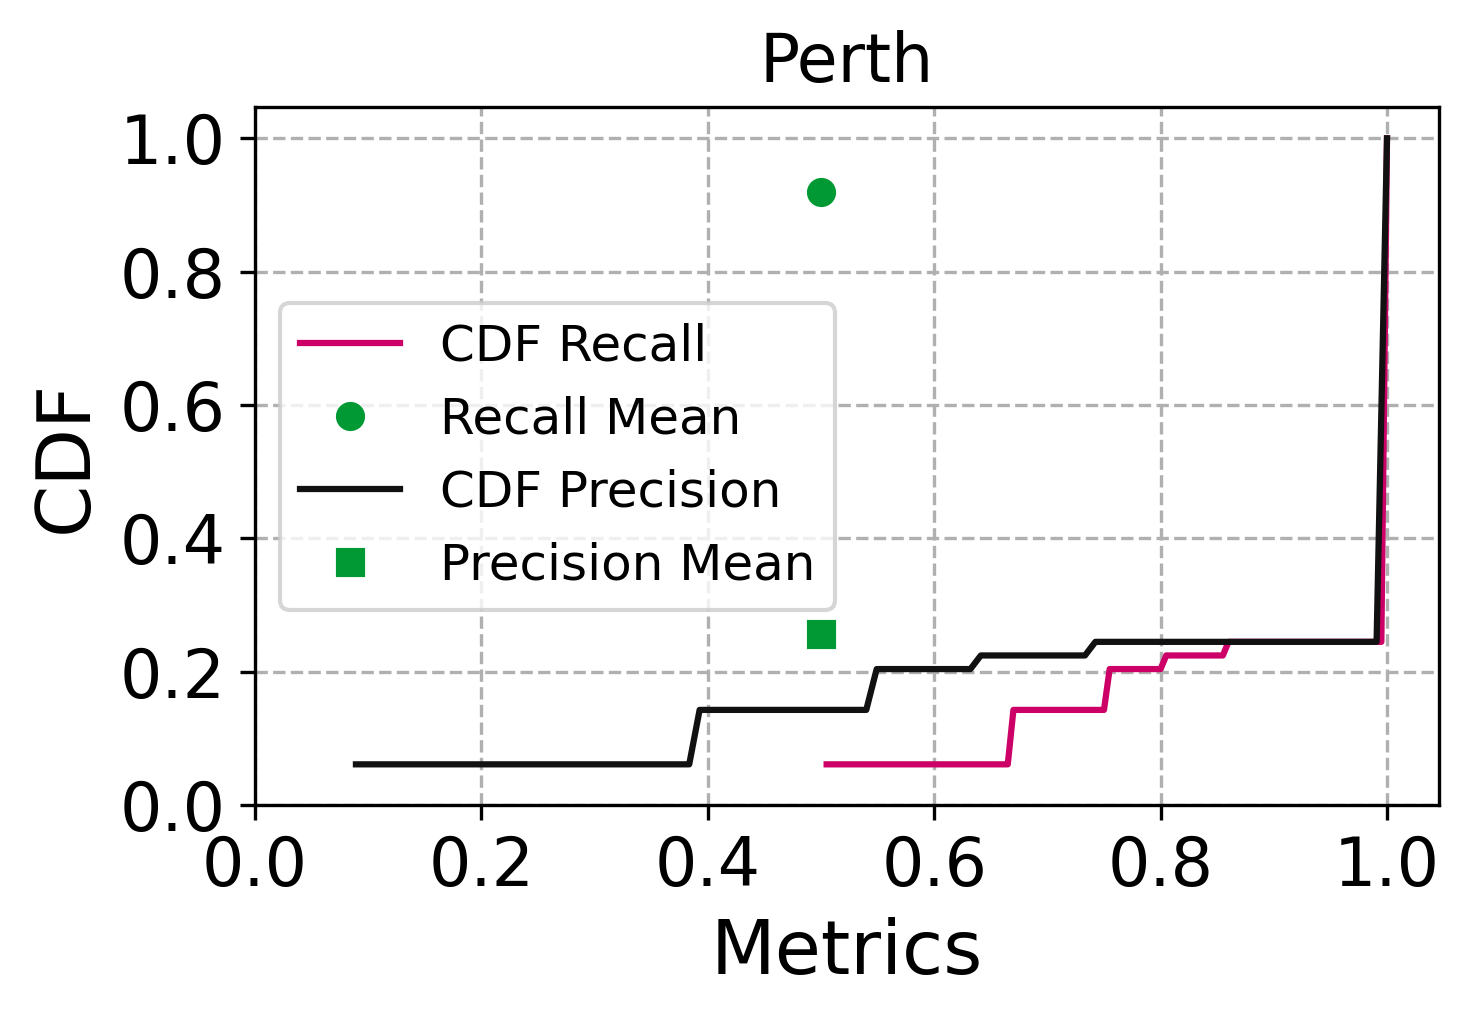 Perth
1.0
0.8
0.6
0.4
0.2
0.0
CDF
CDF Recall
Recall Mean
CDF Precision
Precision Mean
0.0 0.2 0.4 0.6 0.8 1.0
Metrics